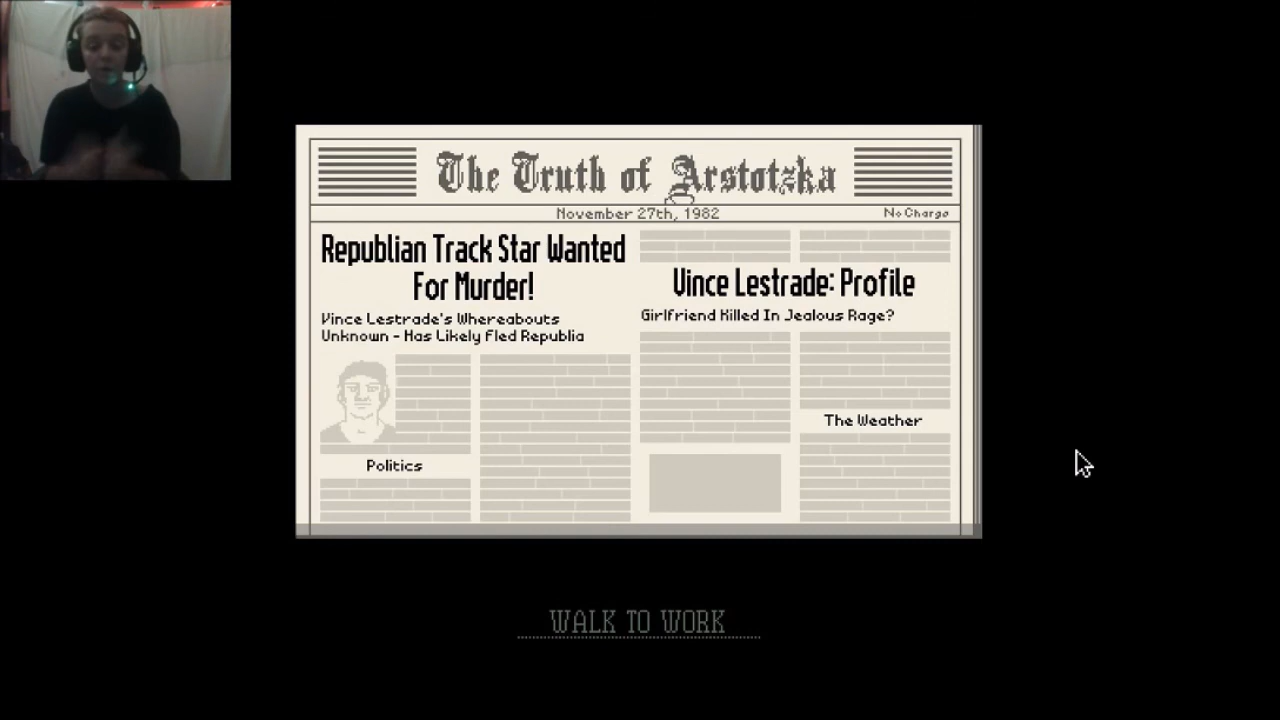 The Truth of Arstotzka
November 27th, 1982
No Charge
Republian Track Star Wanted
For Murder!
Vince Lestrade's Whereabouts
Unknown - Has Likely Fled Republia
Politics
Vince Lestrade: Profile
Girlfriend Killed In Jealous Rage?
The Weather
WALK TO WORK